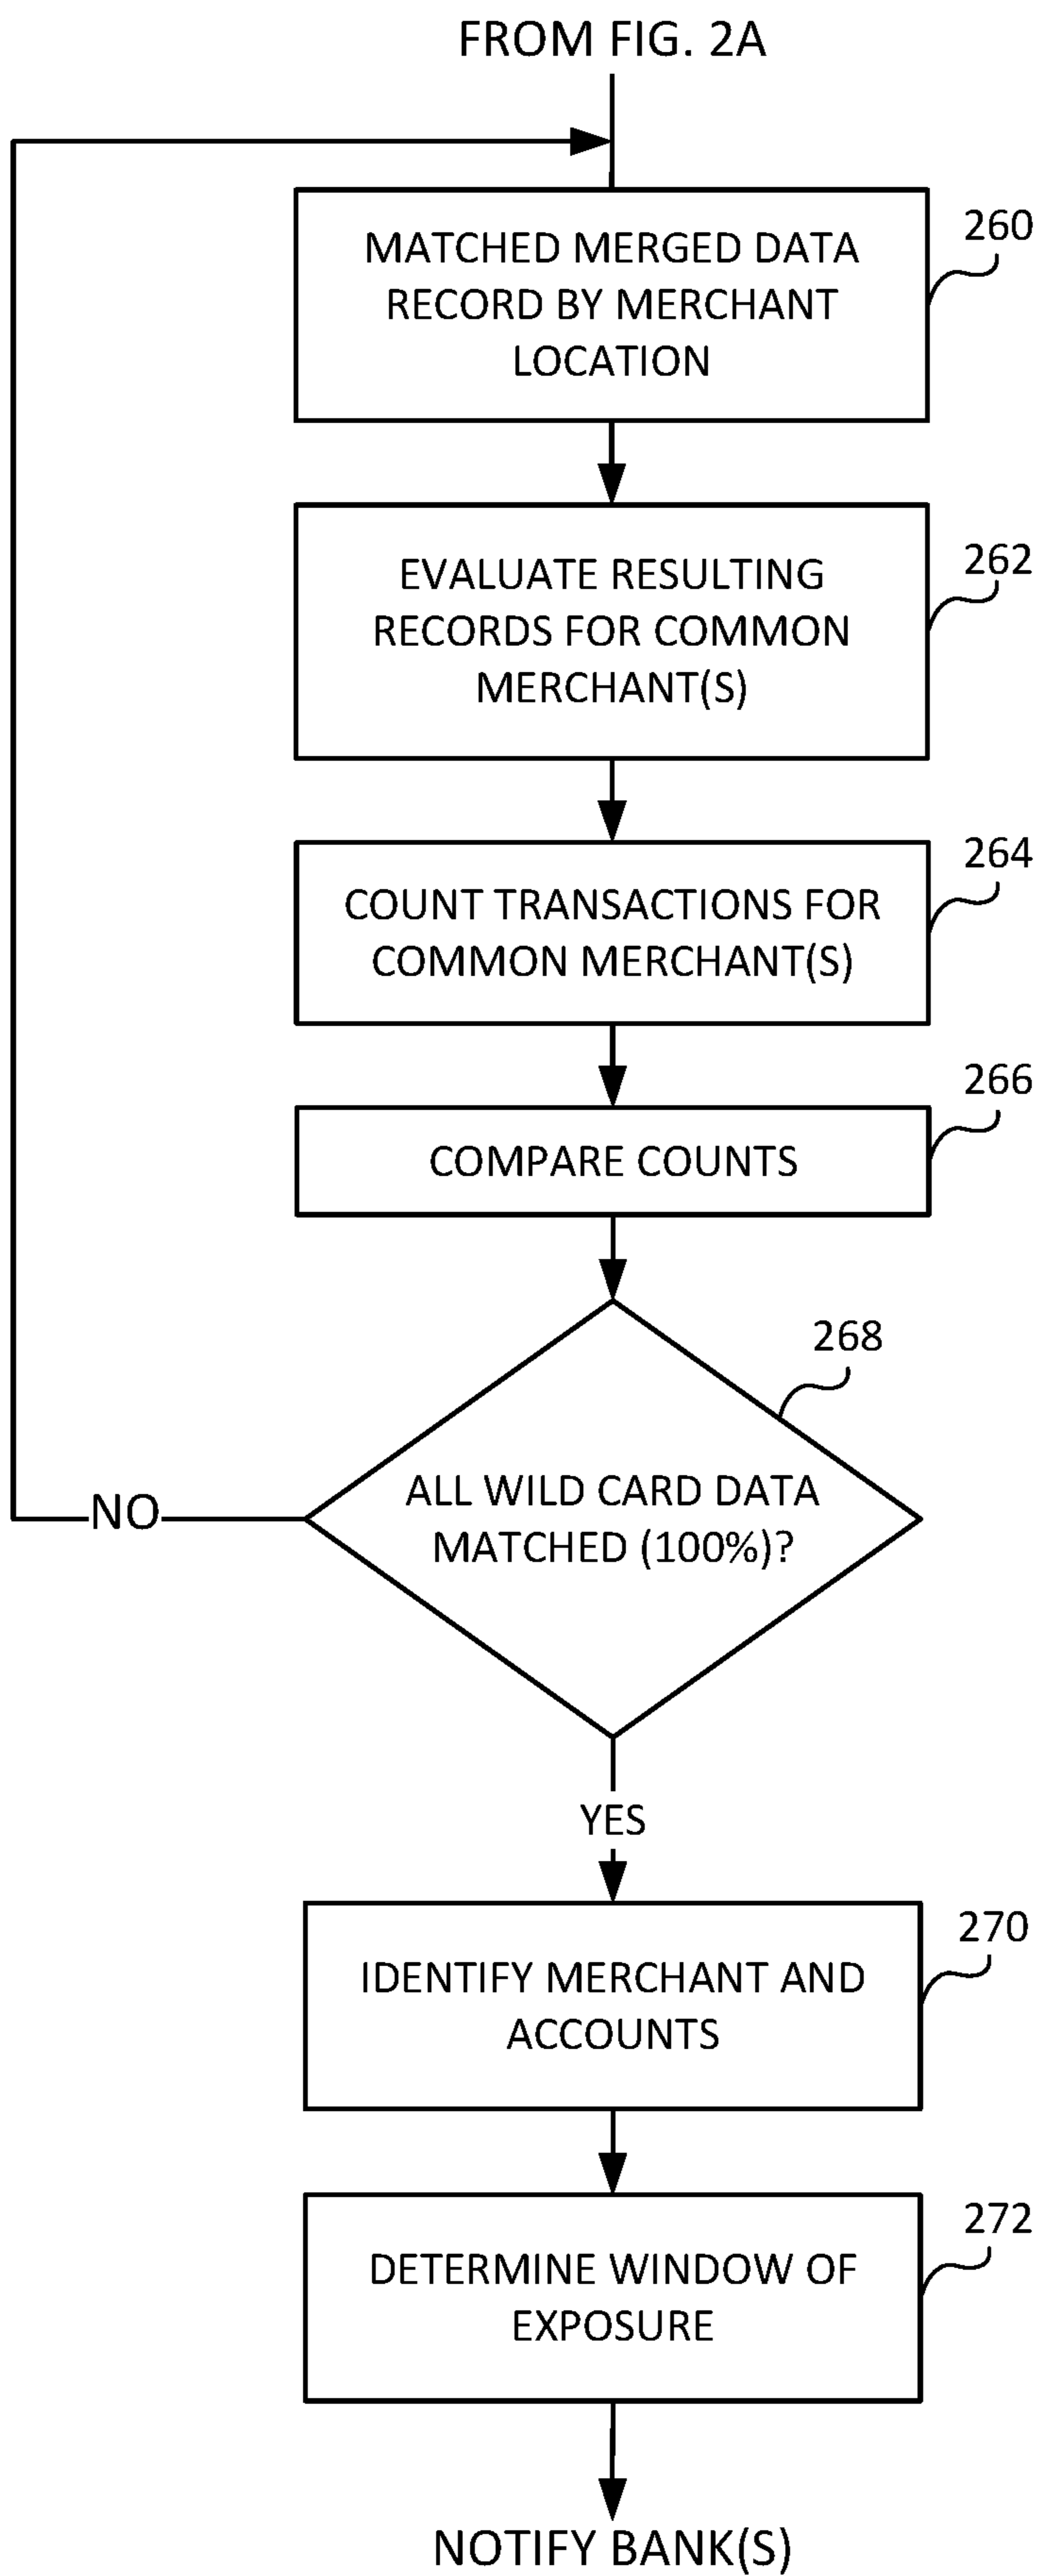 FROM FIG. 2A
MATCHED MERGED DATA
RECORD BY MERCHANT
LOCATION
260
EVALUATE RESULTING
RECORDS FOR COMMON
MERCHANT(S)
262
COUNT TRANSACTIONS FOR
COMMON MERCHANT(S)
264
COMPARE COUNTS
266
ALL WILD CARD DATA
MATCHED (100%)?
268
NO
YES
IDENTIFY MERCHANT AND
ACCOUNTS
270
DETERMINE WINDOW OF
EXPOSURE
272
NOTIFY BANK(S)